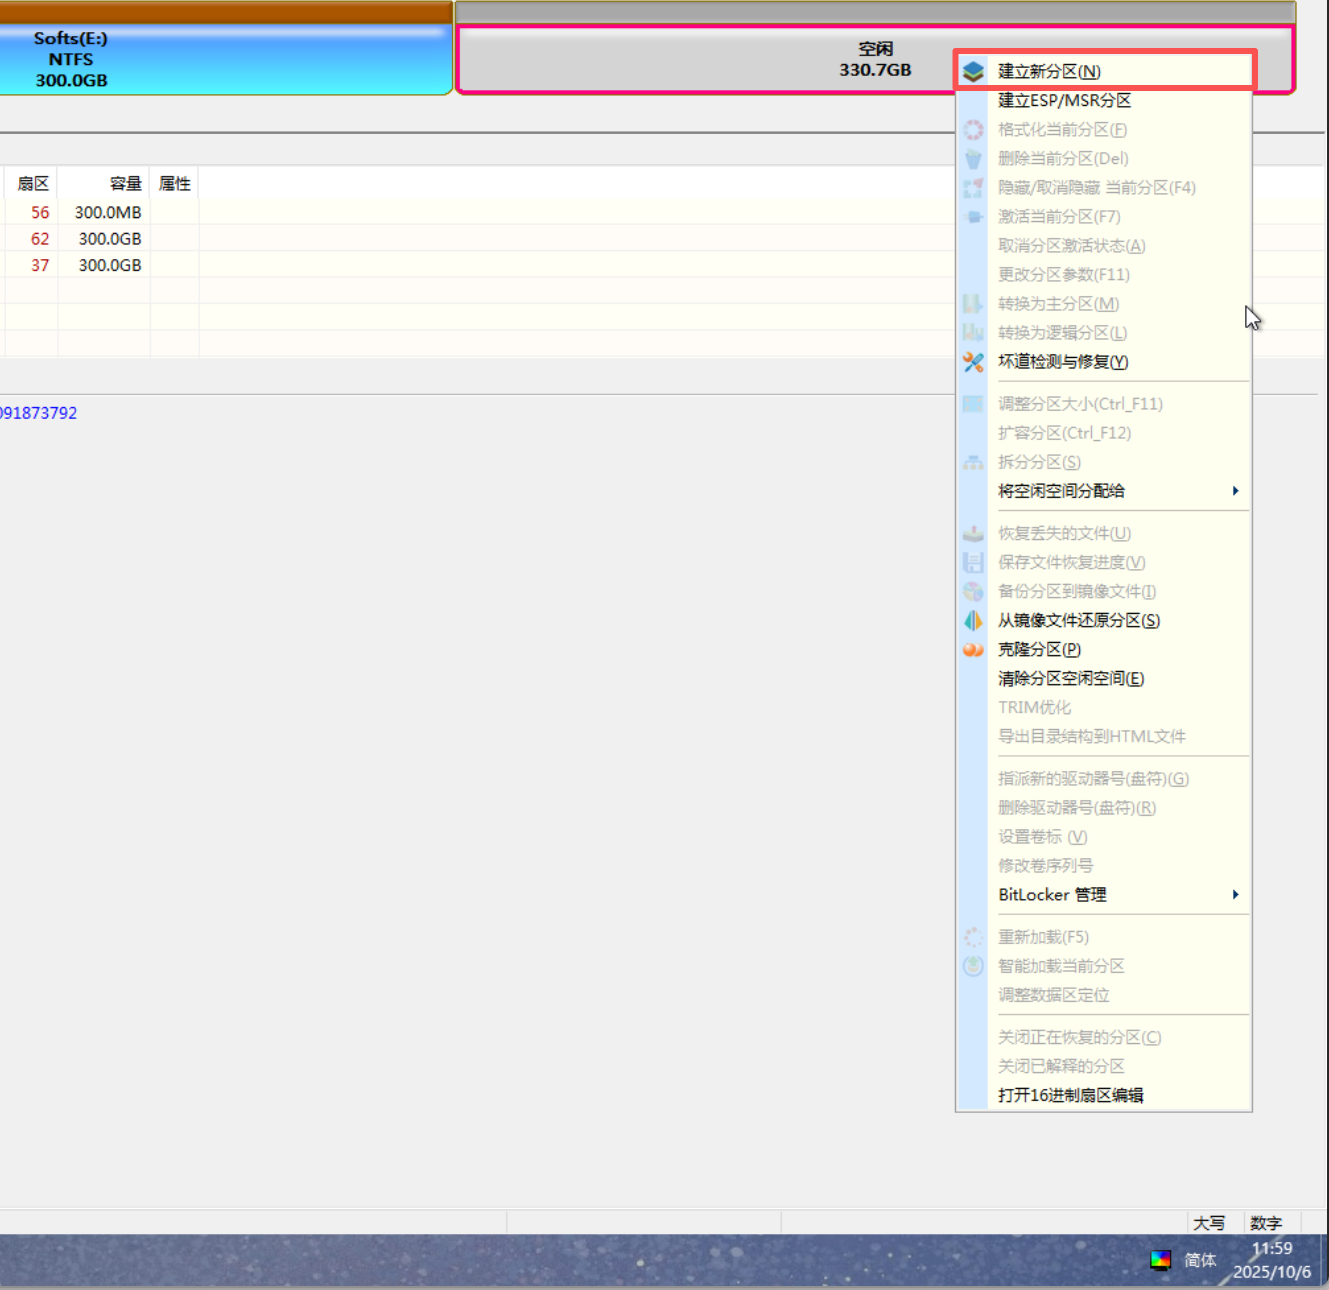 Softs(E:)
NTFS
300.0GB
空闲
330.7GB
建立新分区(N)
建立ESP/MSR分区
格式化当前分区(F)
删除当前分区(Del)
隐藏/取消隐藏 当前分区(F4)
激活当前分区(F7)
取消分区激活状态(A)
更改分区参数(F11)
转换为主分区(M)
转换为逻辑分区(L)
坏道检测与修复(Y)
调整分区大小(Ctrl_F11)
扩容分区(Ctrl_F12)
拆分分区(S)
将空闲空间分配给
恢复丢失的文件(U)
保存文件恢复进度(V)
备份分区到镜像文件(I)
从镜像文件还原分区(S)
克隆分区(P)
清除分区空闲空间(E)
TRIM优化
导出目录结构到HTML文件
指派新的驱动器号(盘符)(G)
删除驱动器号(盘符)(R)
设置卷标 (V)
修改卷序列号
BitLocker 管理
重新加载(F5)
智能加载当前分区
调整数据区定位
关闭正在恢复的分区(C)
关闭已解释的分区
打开16进制扇区编辑
扇区 容量 属性
56 300.0MB
62 300.0GB
37 300.0GB
091873792
大写 数字
简体
11:59
2025/10/6